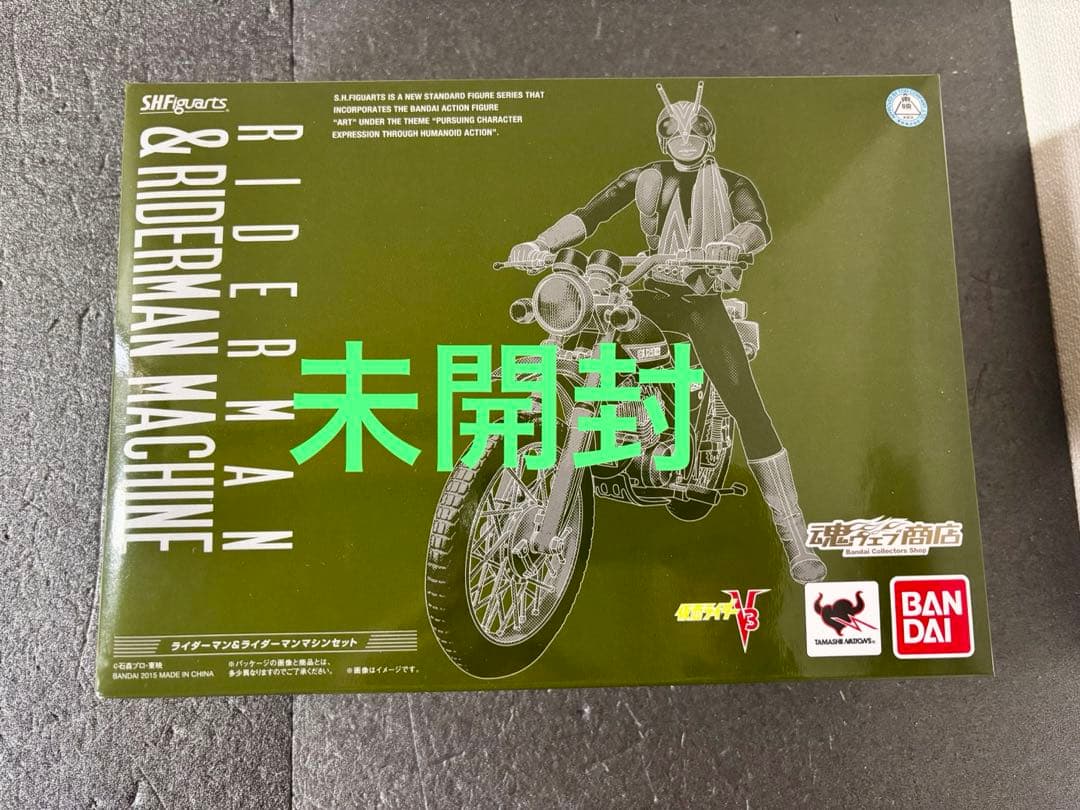 S.H.Figuarts
S.H.FIGUARTS IS A NEW STANDARD FIGURE SERIES THAT
INCORPORATES THE BANDAI ACTION FIGURE
"ART" UNDER THE THEME "PURSUING CHARACTER
EXPRESSION THROUGH HUMANOID ACTION".
RIDERMAN
& RIDERMAN MACHINE
未開封
魂ウェブ商店
Bandai Collectors Shop
仮面ライダーV3
TAMASHII NATIONS
BAN
DAI
ライダーマン&ライダーマンマシンセット
©石森プロ・東映
BANDAI 2015 MADE IN CHINA
※パッケージの画像と商品とは、
多少異なりますのでご了承ください。
※画像はイメージです。